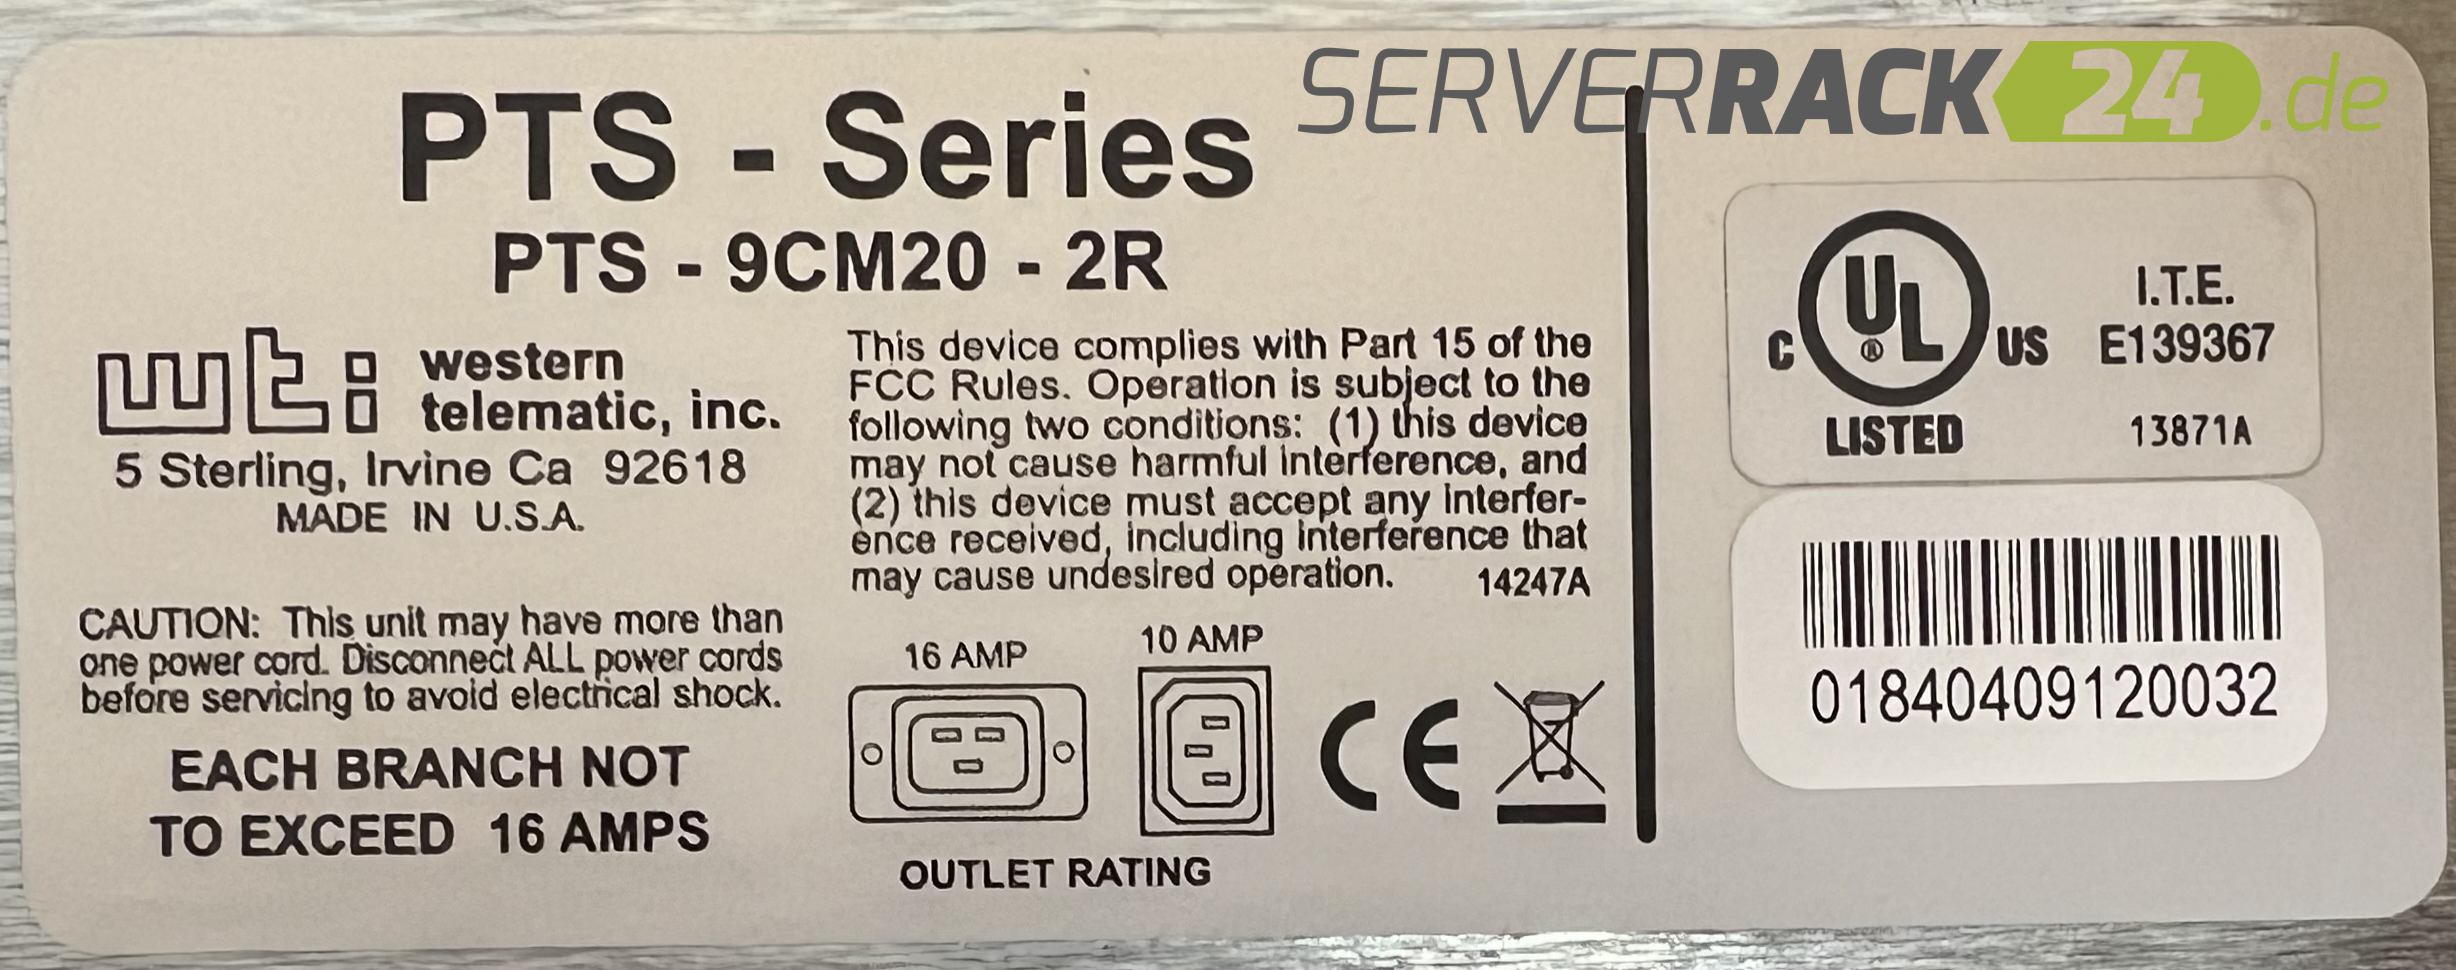 SERVERRACK24.de
PTS - Series
PTS - 9CM20 - 2R
wti western
telematic, inc.
5 Sterling, Irvine Ca 92618
MADE IN U.S.A.
CAUTION: This unit may have more than
one power cord. Disconnect ALL power cords
before servicing to avoid electrical shock.
EACH BRANCH NOT
TO EXCEED 16 AMPS
This device complies with Part 15 of the
FCC Rules. Operation is subject to the
following two conditions: (1) this device
may not cause harmful interference, and
(2) this device must accept any interfer-
ence received, including interference that
may cause undesired operation. 14247A
16 AMP
10 AMP
CE
OUTLET RATING
C UL ® US
LISTED
I.T.E.
E139367
13871A
01840409120032